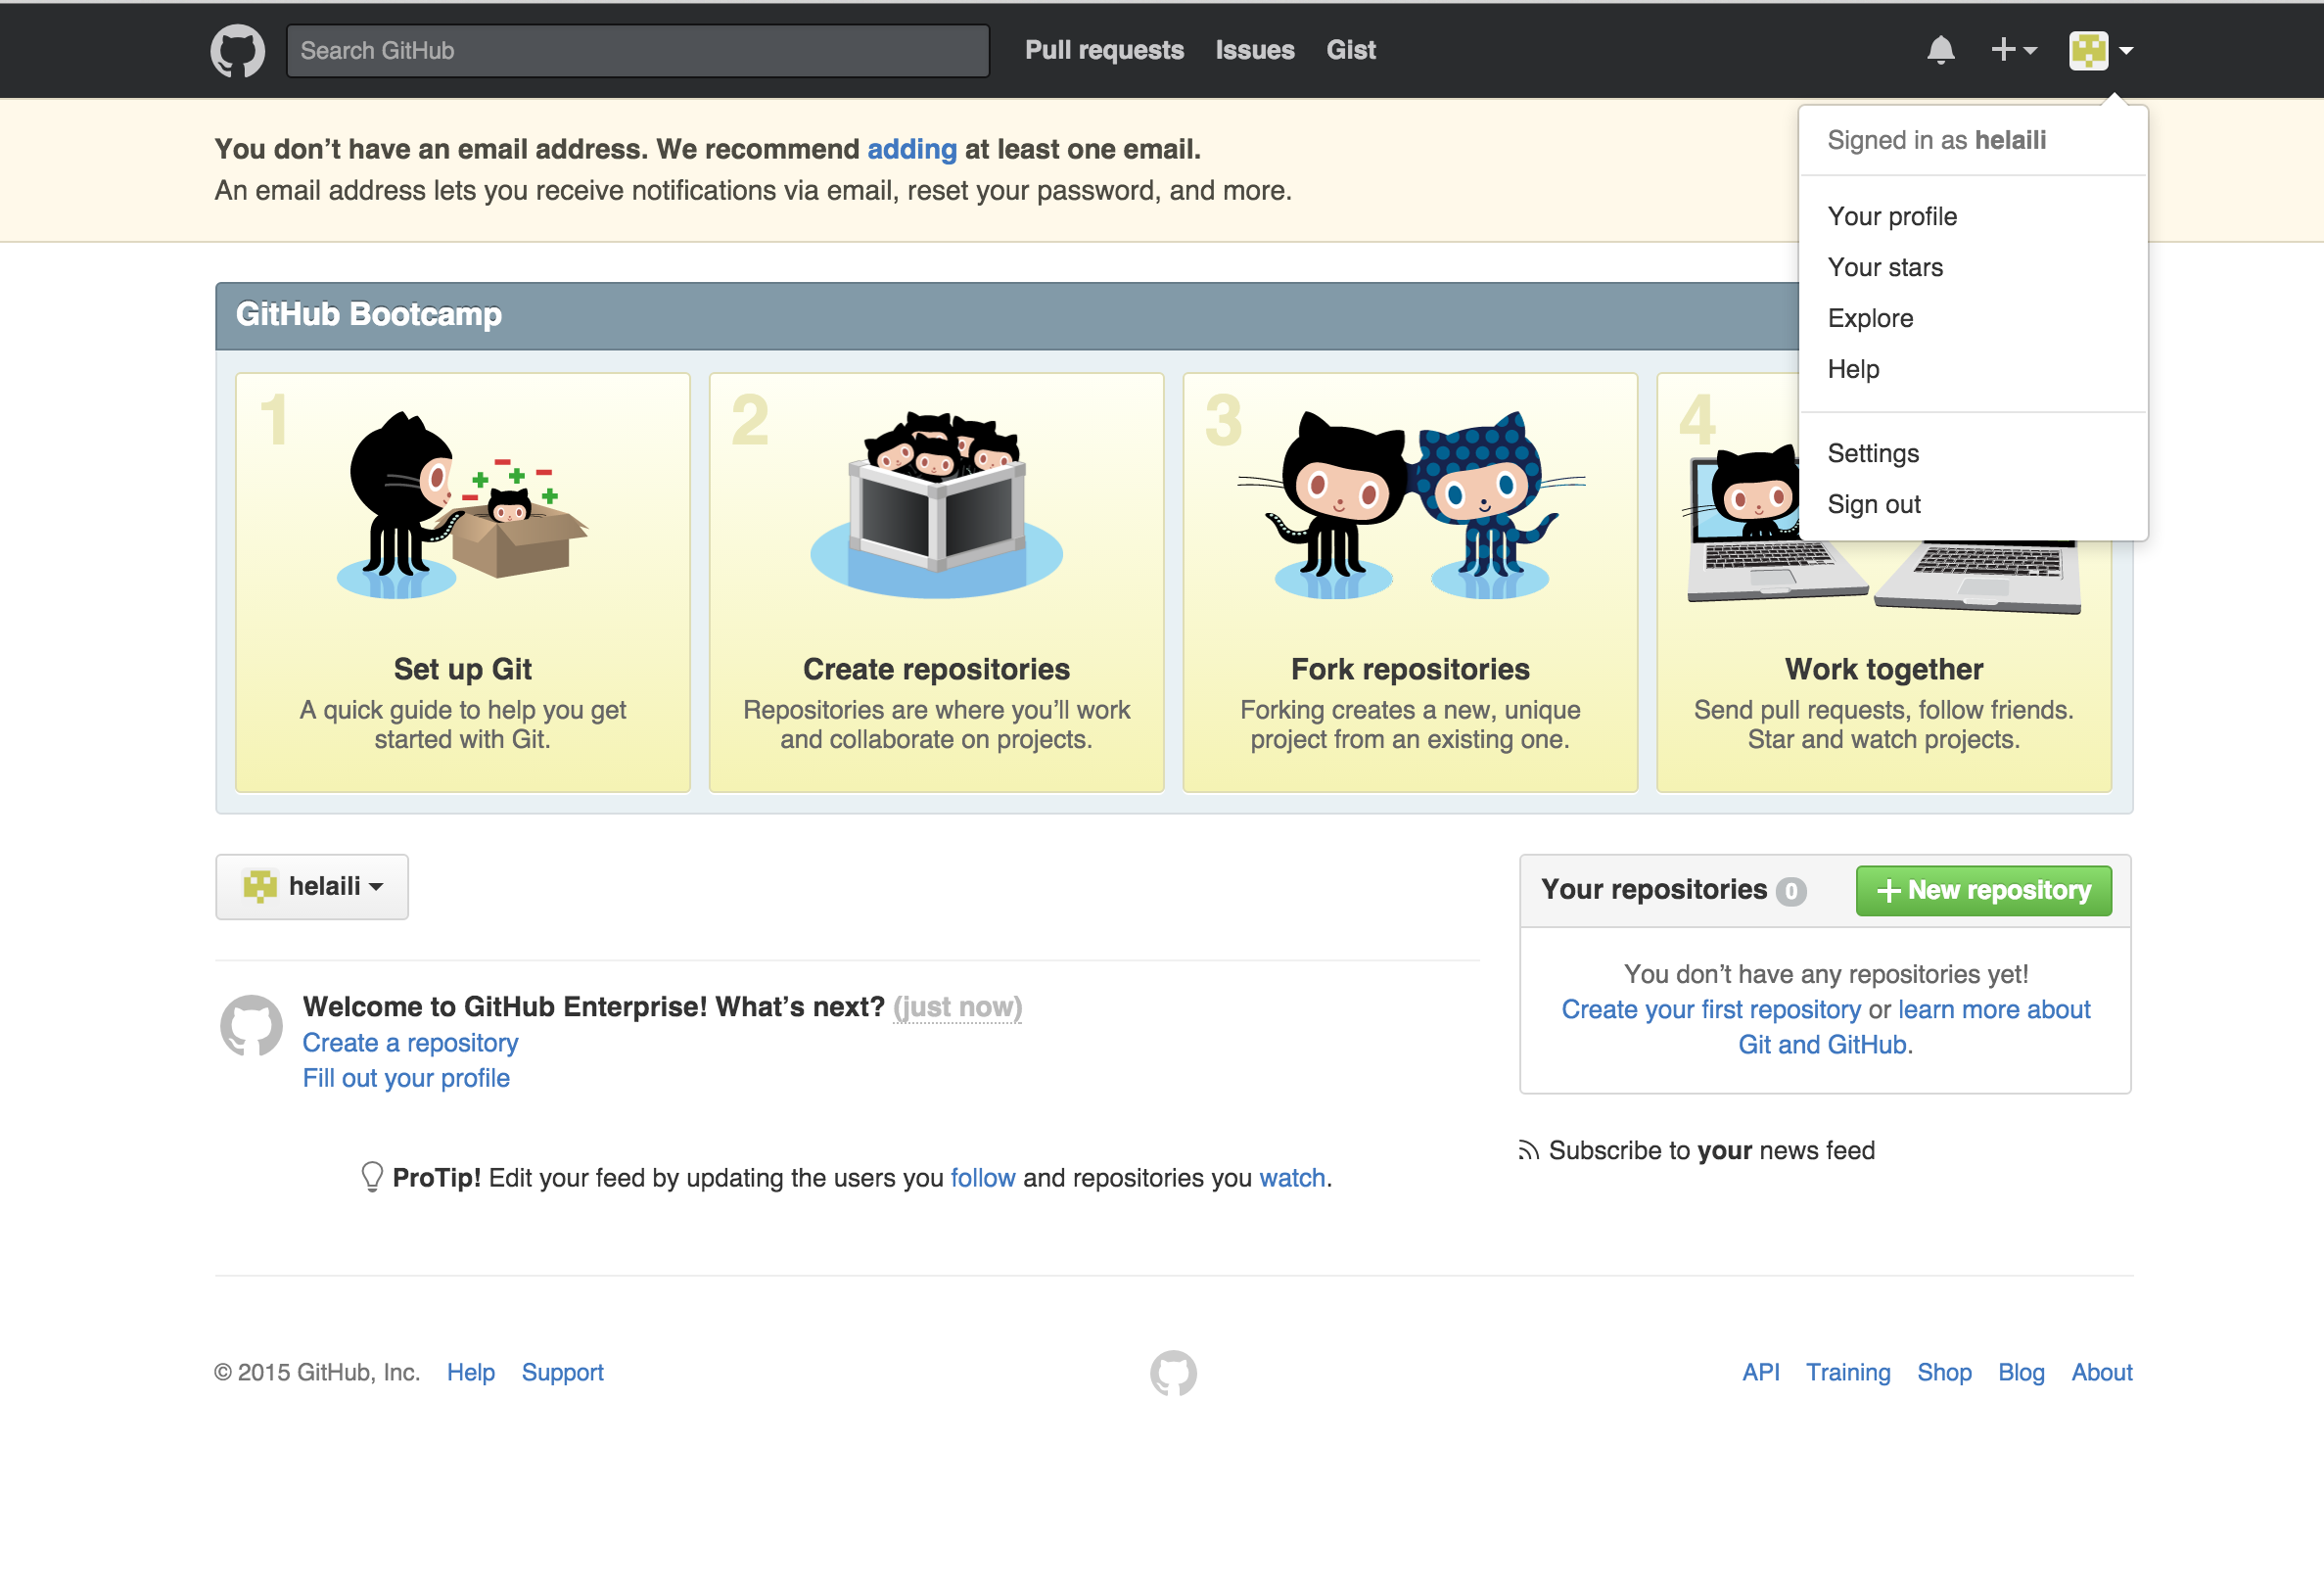 Search GitHub
Pull requests
Issues
Gist
Signed in as helaili
Your profile
Your stars
Explore
Help
Settings
Sign out
You don’t have an email address. We recommend adding at least one email.
An email address lets you receive notifications via email, reset your password, and more.
GitHub Bootcamp
1
Set up Git
A quick guide to help you get
started with Git.
2
Create repositories
Repositories are where you’ll work
and collaborate on projects.
3
Fork repositories
Forking creates a new, unique
project from an existing one.
4
Work together
Send pull requests, follow friends.
Star and watch projects.
helaili
Welcome to GitHub Enterprise! What’s next? (just now)
Create a repository
Fill out your profile
ProTip! Edit your feed by updating the users you follow and repositories you watch.
Your repositories 0
New repository
You don’t have any repositories yet!
Create your first repository or learn more about
Git and GitHub.
Subscribe to your news feed
© 2015 GitHub, Inc.
Help
Support
API
Training
Shop
Blog
About